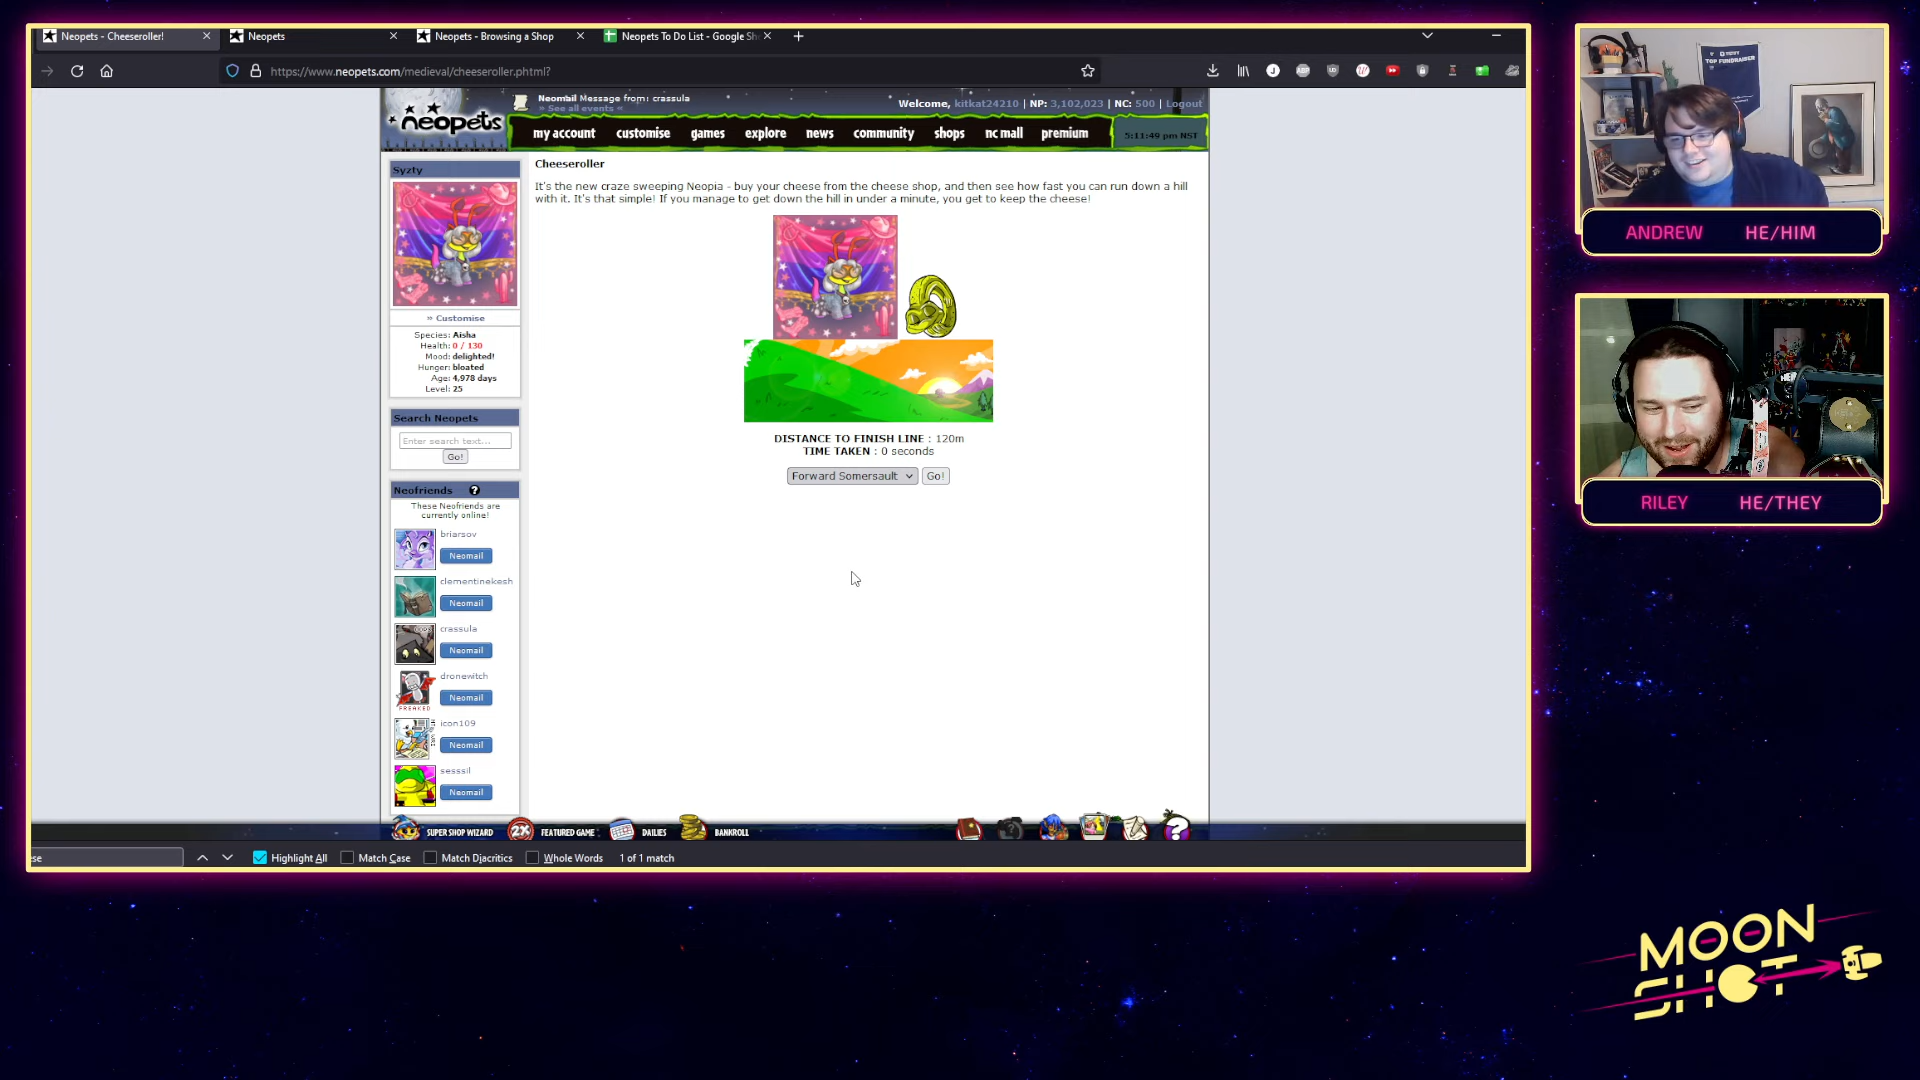 Neopets - Cheeseroller!
Neopets
Neopets - Browsing a Shop
Neopets To Do List - Google Sh
https://www.neopets.com/medieval/cheeseroller.phtml?
neopets
Neomail Message from: crassula
» See all events «
Welcome, kitkat24210 | NP: 3,102,023 | NC: 500 | Logout
my account customise games explore news community shops nc mall premium
5:11:49 pm NST
Syzty
» Customise
Species: Aisha
Health: 0 / 130
Mood: delighted!
Hunger: bloated
Age: 4,978 days
Level: 25
Search Neopets
Enter search text...
Go!
Neofriends
These Neofriends are
currently online!
briarsov
Neomail
clementinekesh
Neomail
crassula
Neomail
dronewitch
Neomail
FREAKED
icon109
Neomail
sesssil
Neomail
Cheeseroller
It's the new craze sweeping Neopia - buy your cheese from the cheese shop, and then see how fast you can run down a hill
with it. It's that simple! If you manage to get down the hill in under a minute, you get to keep the cheese!
DISTANCE TO FINISH LINE : 120m
TIME TAKEN : 0 seconds
Forward Somersault Go!
SUPER SHOP WIZARD
2X FEATURED GAME
DAILIES
BANKROLL
se
Highlight All Match Case Match Diacritics Whole Words 1 of 1 match
TOP FUNDRAISER
ANDREW HE/HIM
RILEY HE/THEY
MOON
SHOT